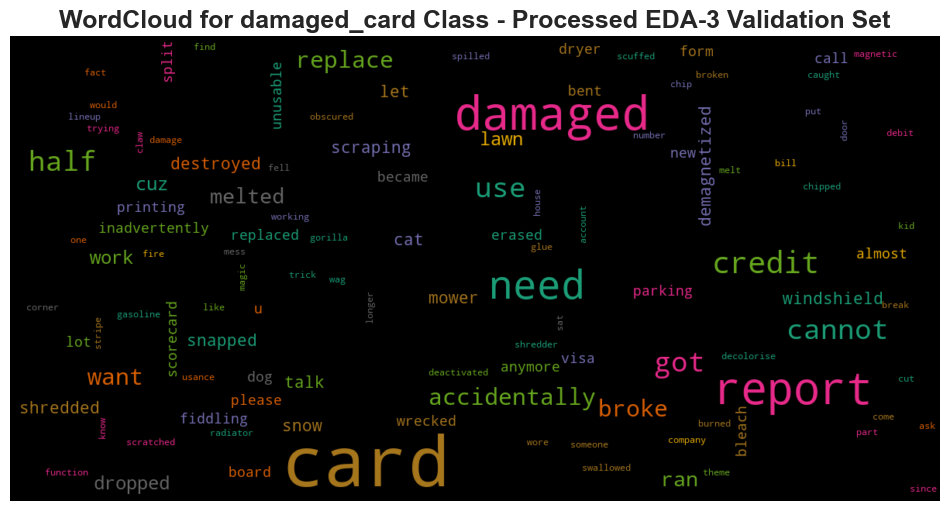 WordCloud for damaged_card Class - Processed EDA-3 Validation Set
find
split
replace
spilled
dryer
scuffed
form
call
magnetic
fact
unusable
let
bent
chip
broken
caught
would
lineup
trying
obscured
damaged
number
put
door
debit
claw
damage
lawn
scraping
new
demagnetized
bill
half
destroyed
fell
became
melt
cuz
melted
use
chipped
printing
working
house
account
kid
inadvertently
one
fire
work
replaced
gorilla
mess
cat
erased
glue
credit
almost
magic
trick
wag
need
parking
windshield
break
corner
gasoline
stripe
like
u
longer
mower
sat
cannot
lot
scorecard
snapped
shredder
visa
got
decolorise
want
usance
dog
talk
deactivated
anymore
report
cut
shredded
please
fiddling
accidentally
broke
know
radiator
snow
wrecked
bleach
burned
come
ask
scratched
wore
someone
company
part
function
board
card
swallowed
theme
dropped
ran
since